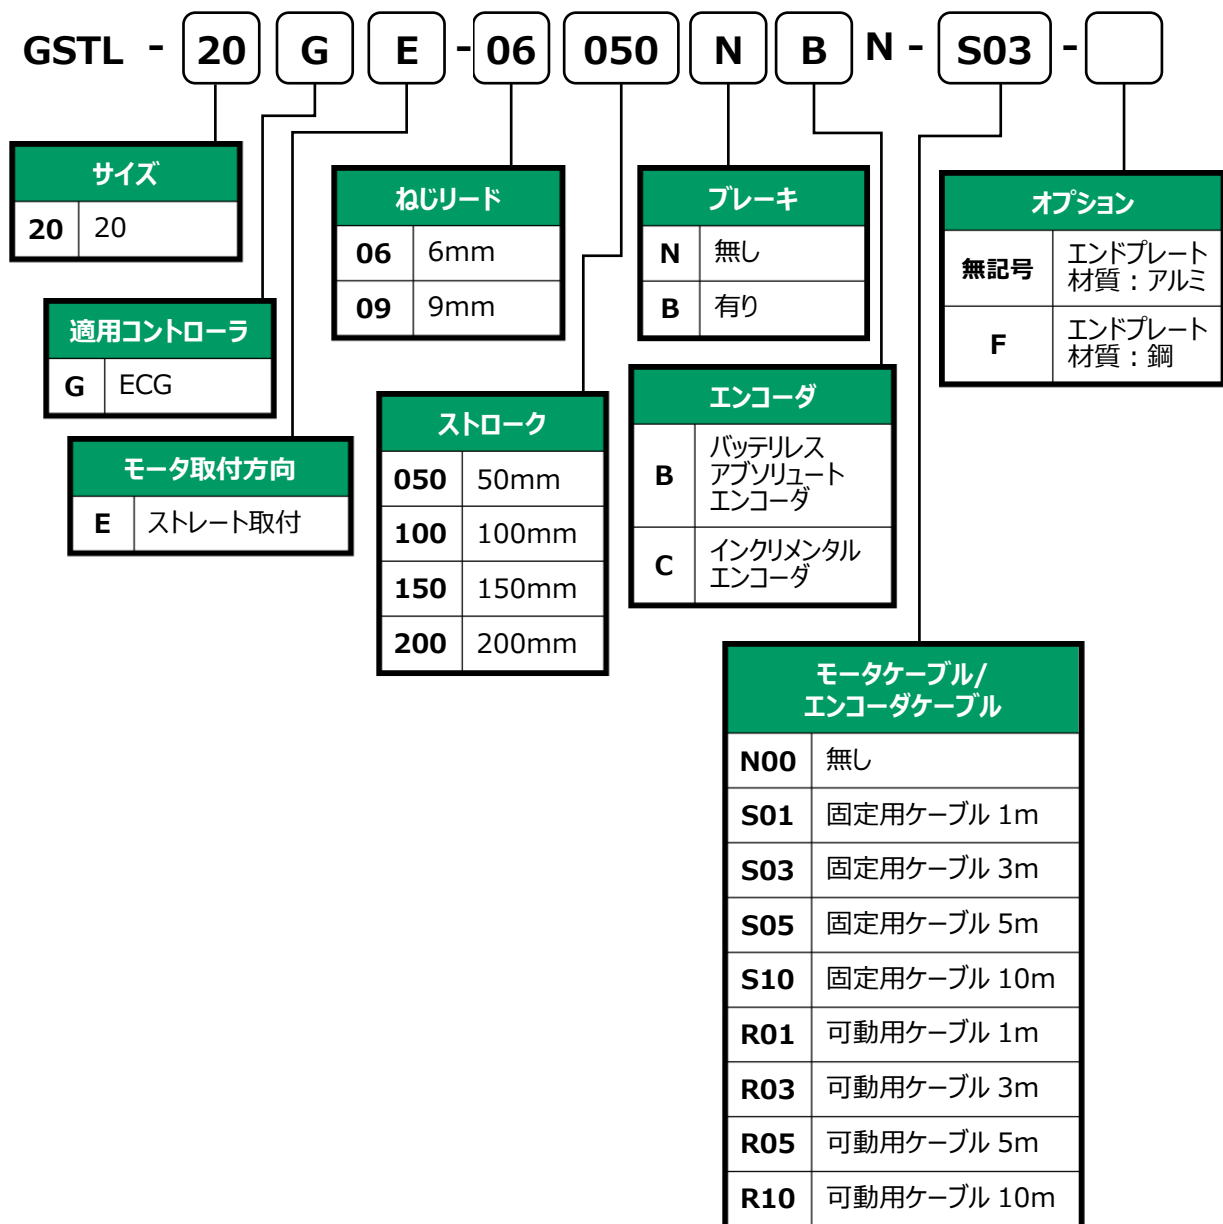 GSTL - 20 G E - 06 050 N B N - S03 -
サイズ
20 20
適用コントローラ
G ECG
モータ取付方向
E ストレート取付
ねじリード
06 6mm
09 9mm
ストローク
050 50mm
100 100mm
150 150mm
200 200mm
ブレーキ
N 無し
B 有り
エンコーダ
B バッテリレス
アブソリュート
エンコーダ
C インクリメンタル
エンコーダ
モータケーブル/
エンコーダケーブル
N00 無し
S01 固定用ケーブル 1m
S03 固定用ケーブル 3m
S05 固定用ケーブル 5m
S10 固定用ケーブル 10m
R01 可動用ケーブル 1m
R03 可動用ケーブル 3m
R05 可動用ケーブル 5m
R10 可動用ケーブル 10m
オプション
無記号 エンドプレート
材質：アルミ
F エンドプレート
材質：鋼